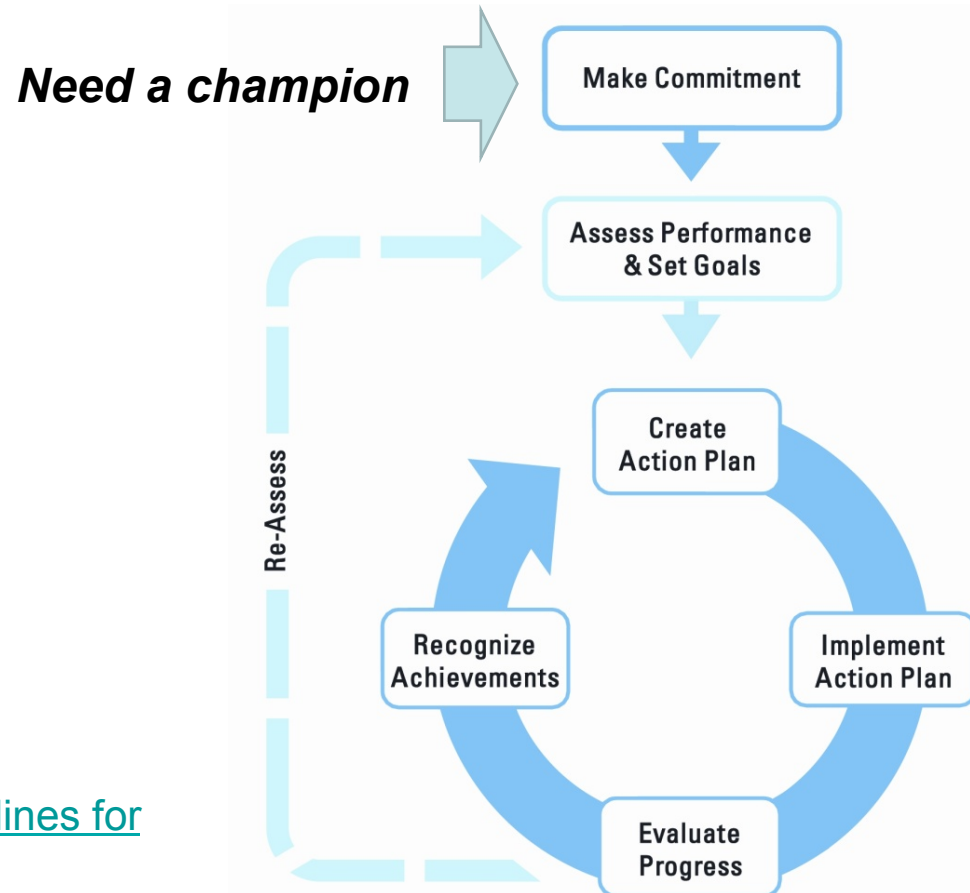 Need a champion
Make Commitment
Assess Performance
& Set Goals
Create
Action Plan
Re-Assess
Recognize
Achievements
Implement
Action Plan
Evaluate
Progress
lines for